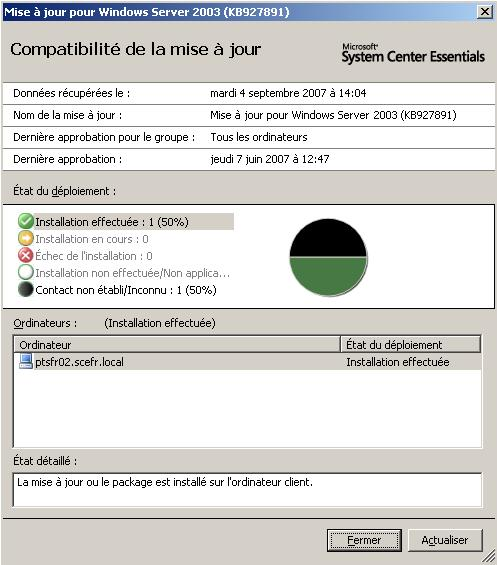 Mise à jour pour Windows Server 2003 (KB927891)
Compatibilité de la mise à jour
Microsoft®
System Center Essentials
Données récupérées le : mardi 4 septembre 2007 à 14:04
Nom de la mise à jour : Mise à jour pour Windows Server 2003 (KB927891)
Dernière approbation pour le groupe : Tous les ordinateurs
Dernière approbation : jeudi 7 juin 2007 à 12:47
État du déploiement :
Installation effectuée : 1 (50%)
Installation en cours : 0
Échec de l'installation : 0
Installation non effectuée/Non applica...
Contact non établi/Inconnu : 1 (50%)
Ordinateurs : (Installation effectuée)
Ordinateur État du déploiement
ptsfr02.scefr.local Installation effectuée
État détaillé :
La mise à jour ou le package est installé sur l'ordinateur client.
Fermer Actualiser